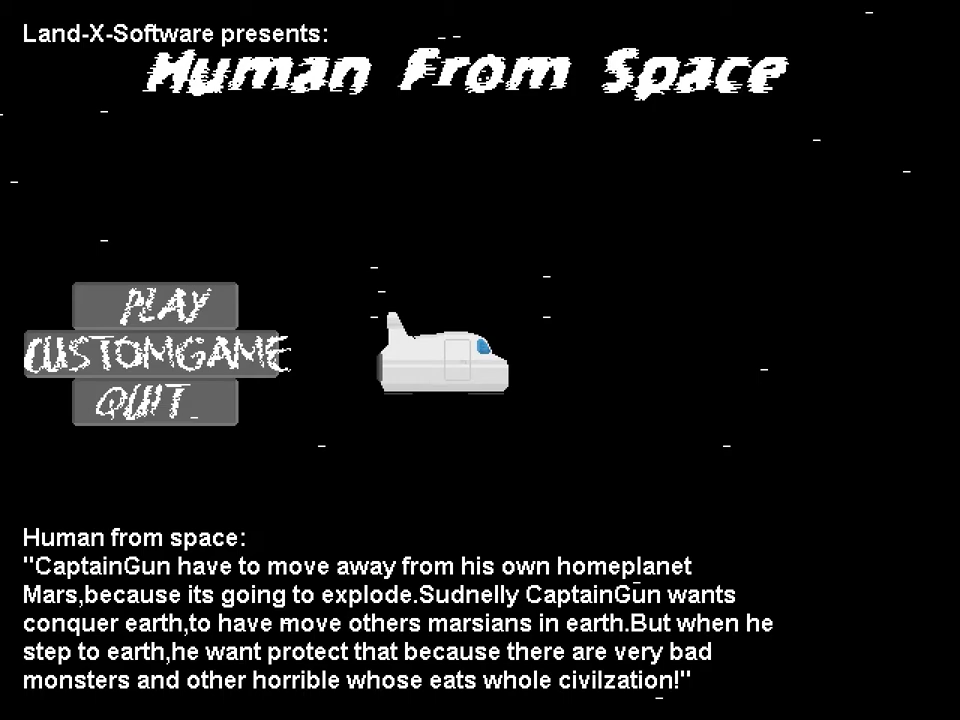 Land-X-Software presents:
Human From Space
PLAY
CUSTOMGAME
QUIT
Human from space:
"CaptainGun have to move away from his own homeplanet
Mars,because its going to explode.Sudnelly CaptainGun wants
conquer earth,to have move others marsians in earth.But when he
step to earth,he want protect that because there are very bad
monsters and other horrible whose eats whole civilzation!"